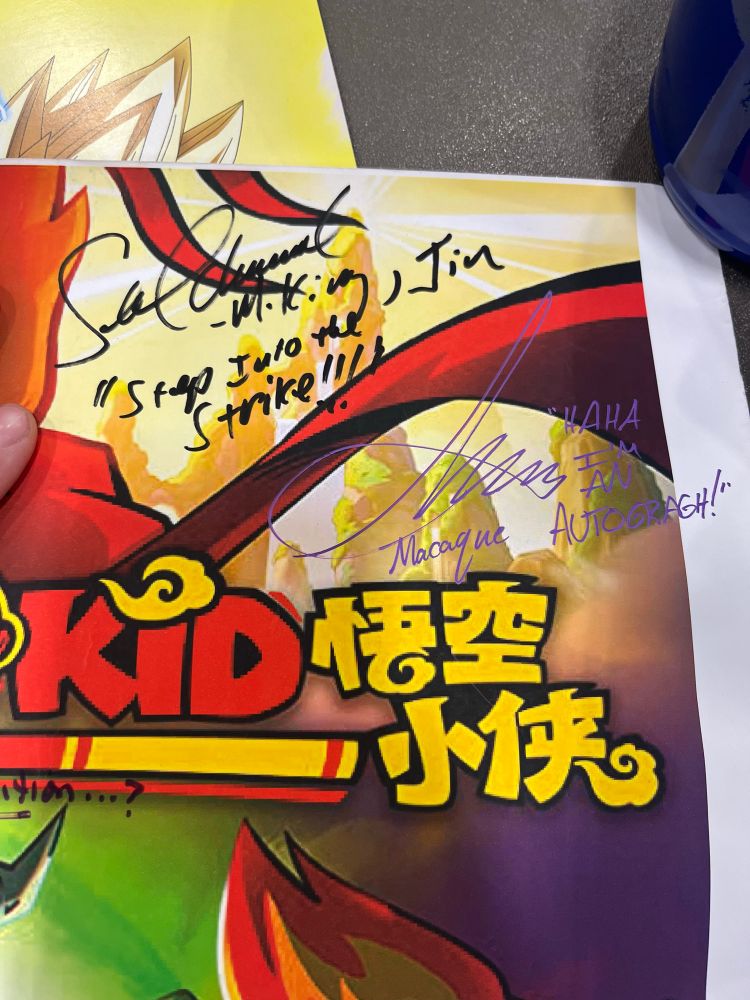 -M.King, Jin
"Step Into the
Strike!!!"
"HAHA
I'M
AN
AUTOGRAGH!"
Macaque
KiD
悟空
小侠